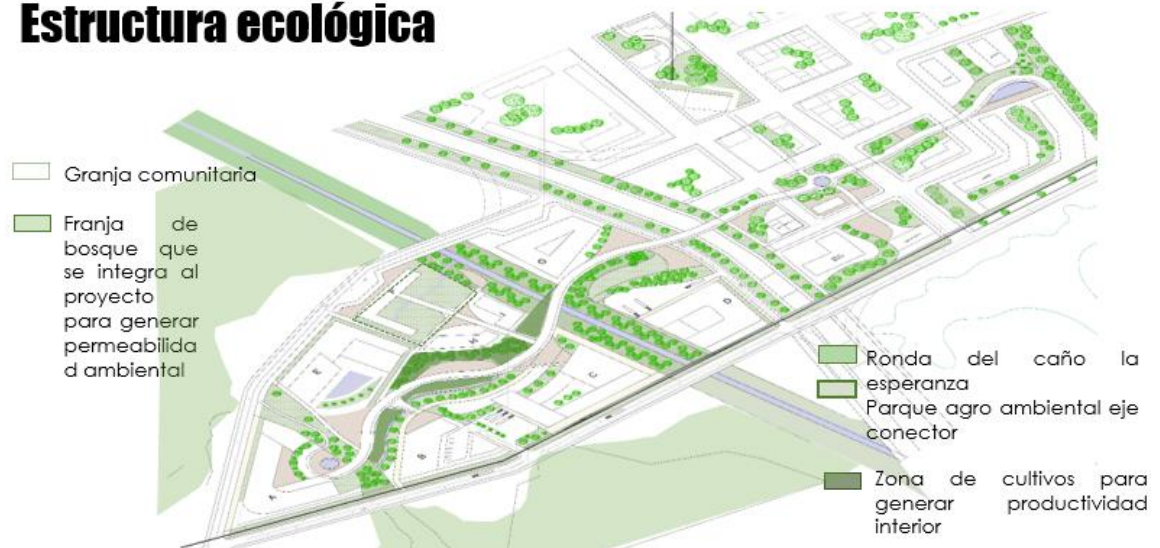 Estructura ecológica
Granja comunitaria
Franja de
bosque que
se integra al
proyecto
para generar
permeabilida
d ambiental
Ronda del caño la
esperanza
Parque agro ambiental eje
conector
Zona de cultivos para
generar productividad
interior
A
B
C
D
E
H